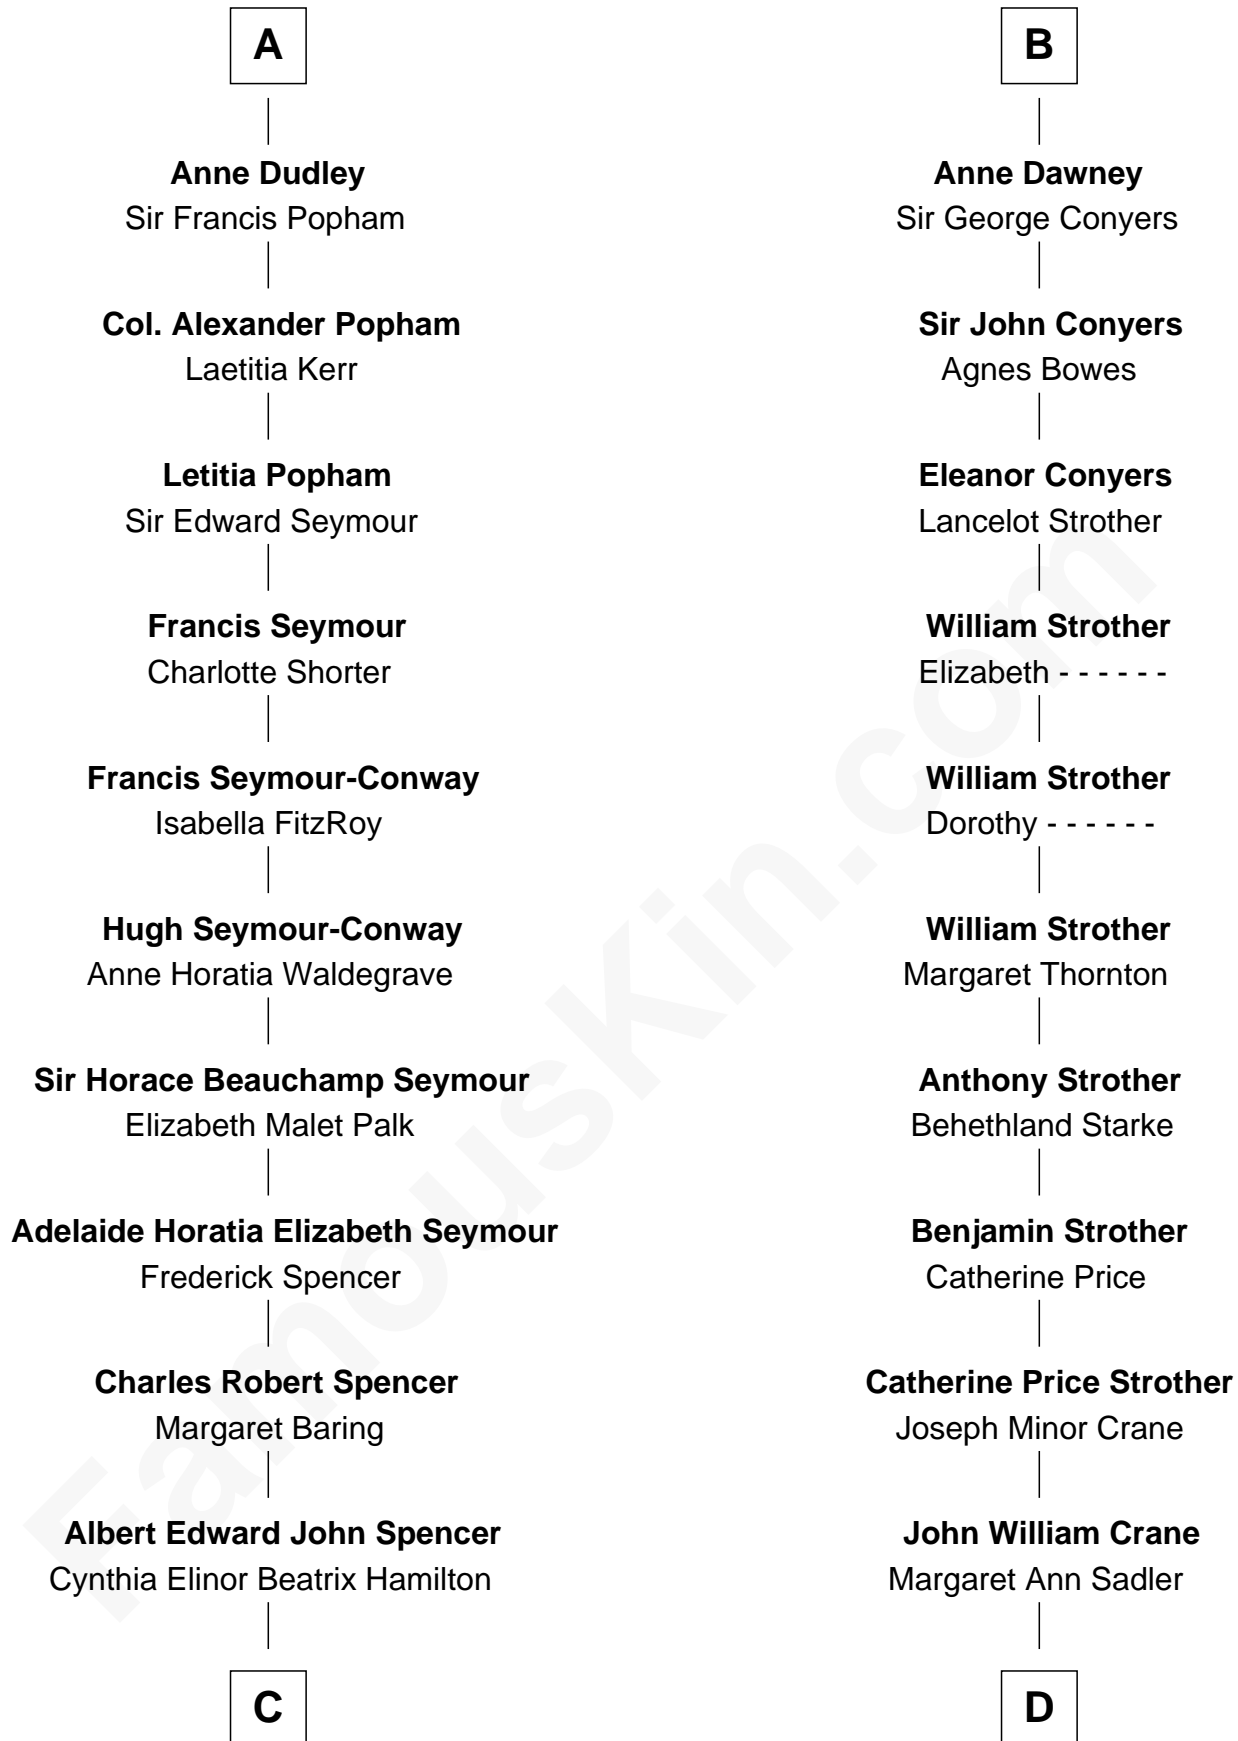 A
Anne Dudley
Sir Francis Popham
Col. Alexander Popham
Laetitia Kerr
Letitia Popham
Sir Edward Seymour
Francis Seymour
Charlotte Shorter
Francis Seymour-Conway
Isabella FitzRoy
Hugh Seymour-Conway
Anne Horatia Waldegrave
Sir Horace Beauchamp Seymour
Elizabeth Malet Palk
Adelaide Horatia Elizabeth Seymour
Frederick Spencer
Charles Robert Spencer
Margaret Baring
Albert Edward John Spencer
Cynthia Elinor Beatrix Hamilton
C
B
Anne Dawney
Sir George Conyers
Sir John Conyers
Agnes Bowes
Eleanor Conyers
Lancelot Strother
William Strother
Elizabeth - - - - - -
William Strother
Dorothy - - - - - -
William Strother
Margaret Thornton
Anthony Strother
Behethland Starke
Benjamin Strother
Catherine Price
Catherine Price Strother
Joseph Minor Crane
John William Crane
Margaret Ann Sadler
D
FamousKin.com